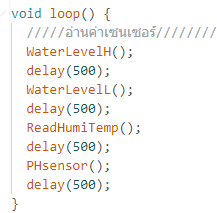 void loop() {
/////อ่านค่าเซนเซอร์////////
WaterLevelH();
delay(500);
WaterLevelL();
delay(500);
ReadHumiTemp();
delay(500);
PHsensor();
delay(500);
}